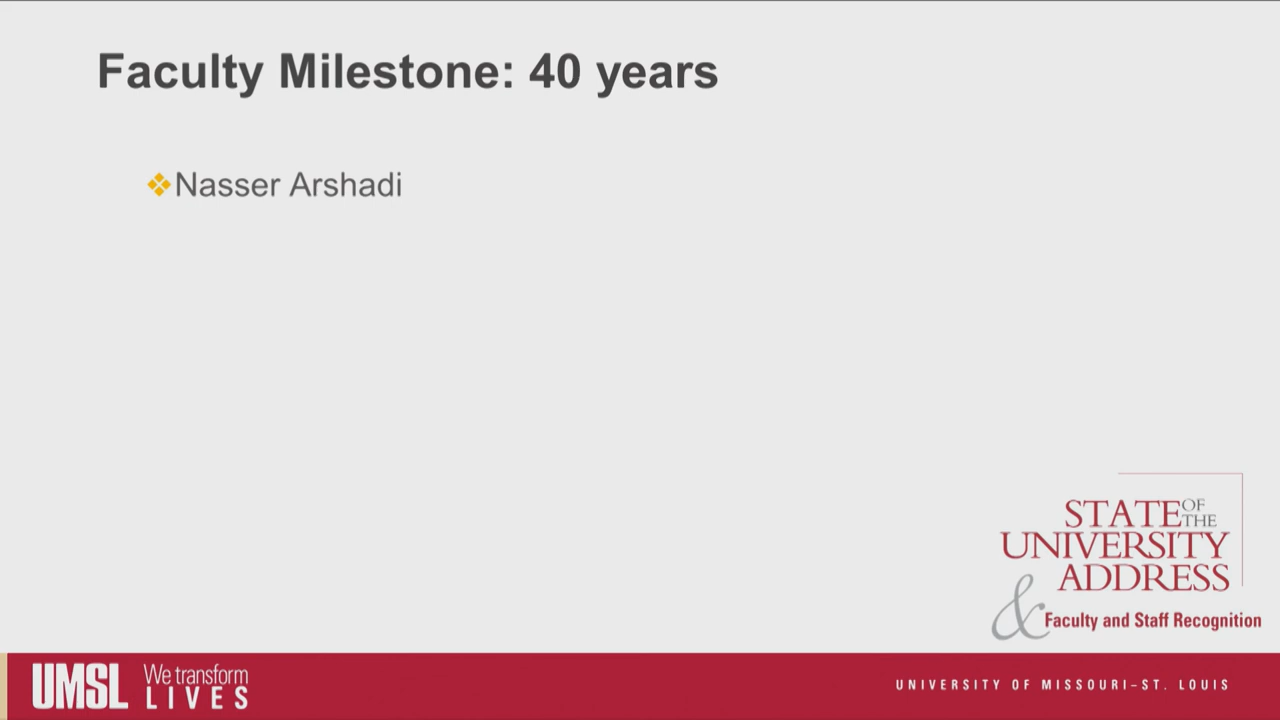 Faculty Milestone: 40 years
Nasser Arshadi
STATE OF THE
UNIVERSITY
ADDRESS
& Faculty and Staff Recognition
UMSL We transform LIVES
UNIVERSITY OF MISSOURI–ST. LOUIS